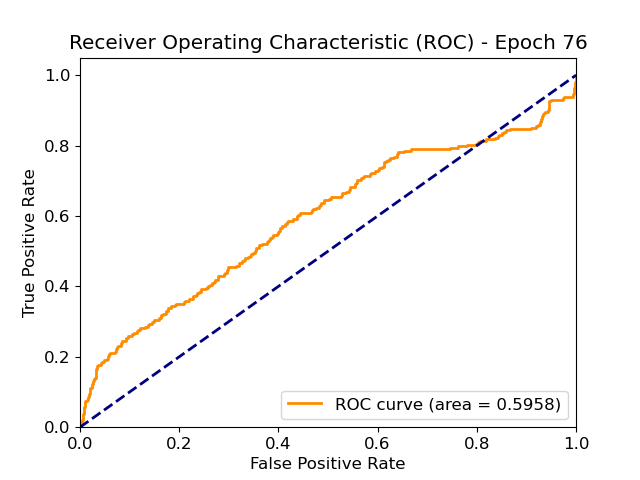 Receiver Operating Characteristic (ROC) - Epoch 76
True Positive Rate
1.0
0.8
0.6
0.4
0.2
0.0
ROC curve (area = 0.5958)
0.0 0.2 0.4 0.6 0.8 1.0
False Positive Rate